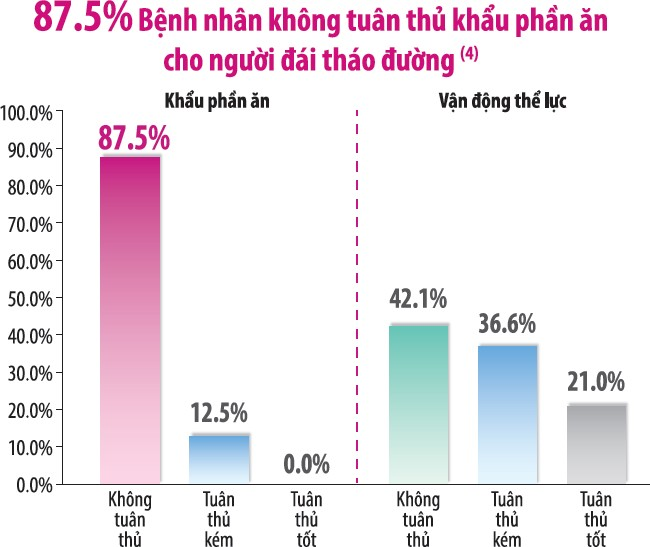 87.5% Bệnh nhân không tuân thủ khẩu phần ăn
cho người đái tháo đường (4)
Khẩu phần ăn
Vận động thể lực
100.0%
90.0%
80.0%
70.0%
60.0%
50.0%
40.0%
30.0%
20.0%
10.0%
0.0%
87.5%
12.5%
0.0%
42.1%
36.6%
21.0%
Không
tuân
thủ
Tuân
thủ
kém
Tuân
thủ
tốt
Không
tuân
thủ
Tuân
thủ
kém
Tuân
thủ
tốt